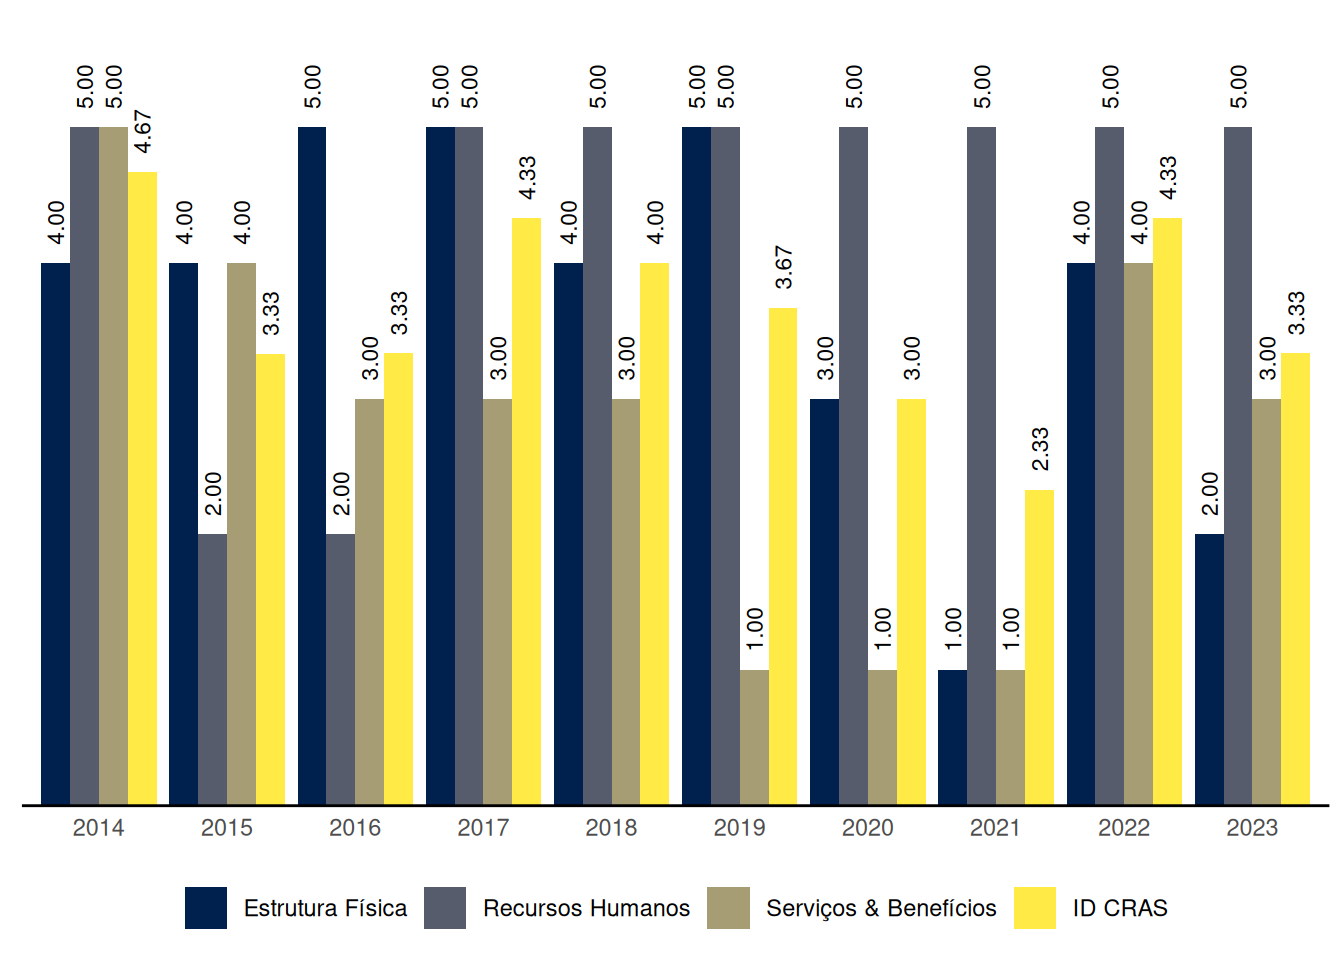 4.00 5.00 5.00 4.67 4.00 2.00 4.00 3.33 5.00 2.00 3.00 3.33 5.00 5.00 3.00 4.33 4.00 5.00 3.00 4.00 5.00 5.00 1.00 3.67 3.00 5.00 1.00 3.00 1.00 5.00 1.00 2.33 4.00 5.00 4.00 4.33 2.00 5.00 3.00 3.33
2014 2015 2016 2017 2018 2019 2020 2021 2022 2023
Estrutura Física Recursos Humanos Serviços & Benefícios ID CRAS